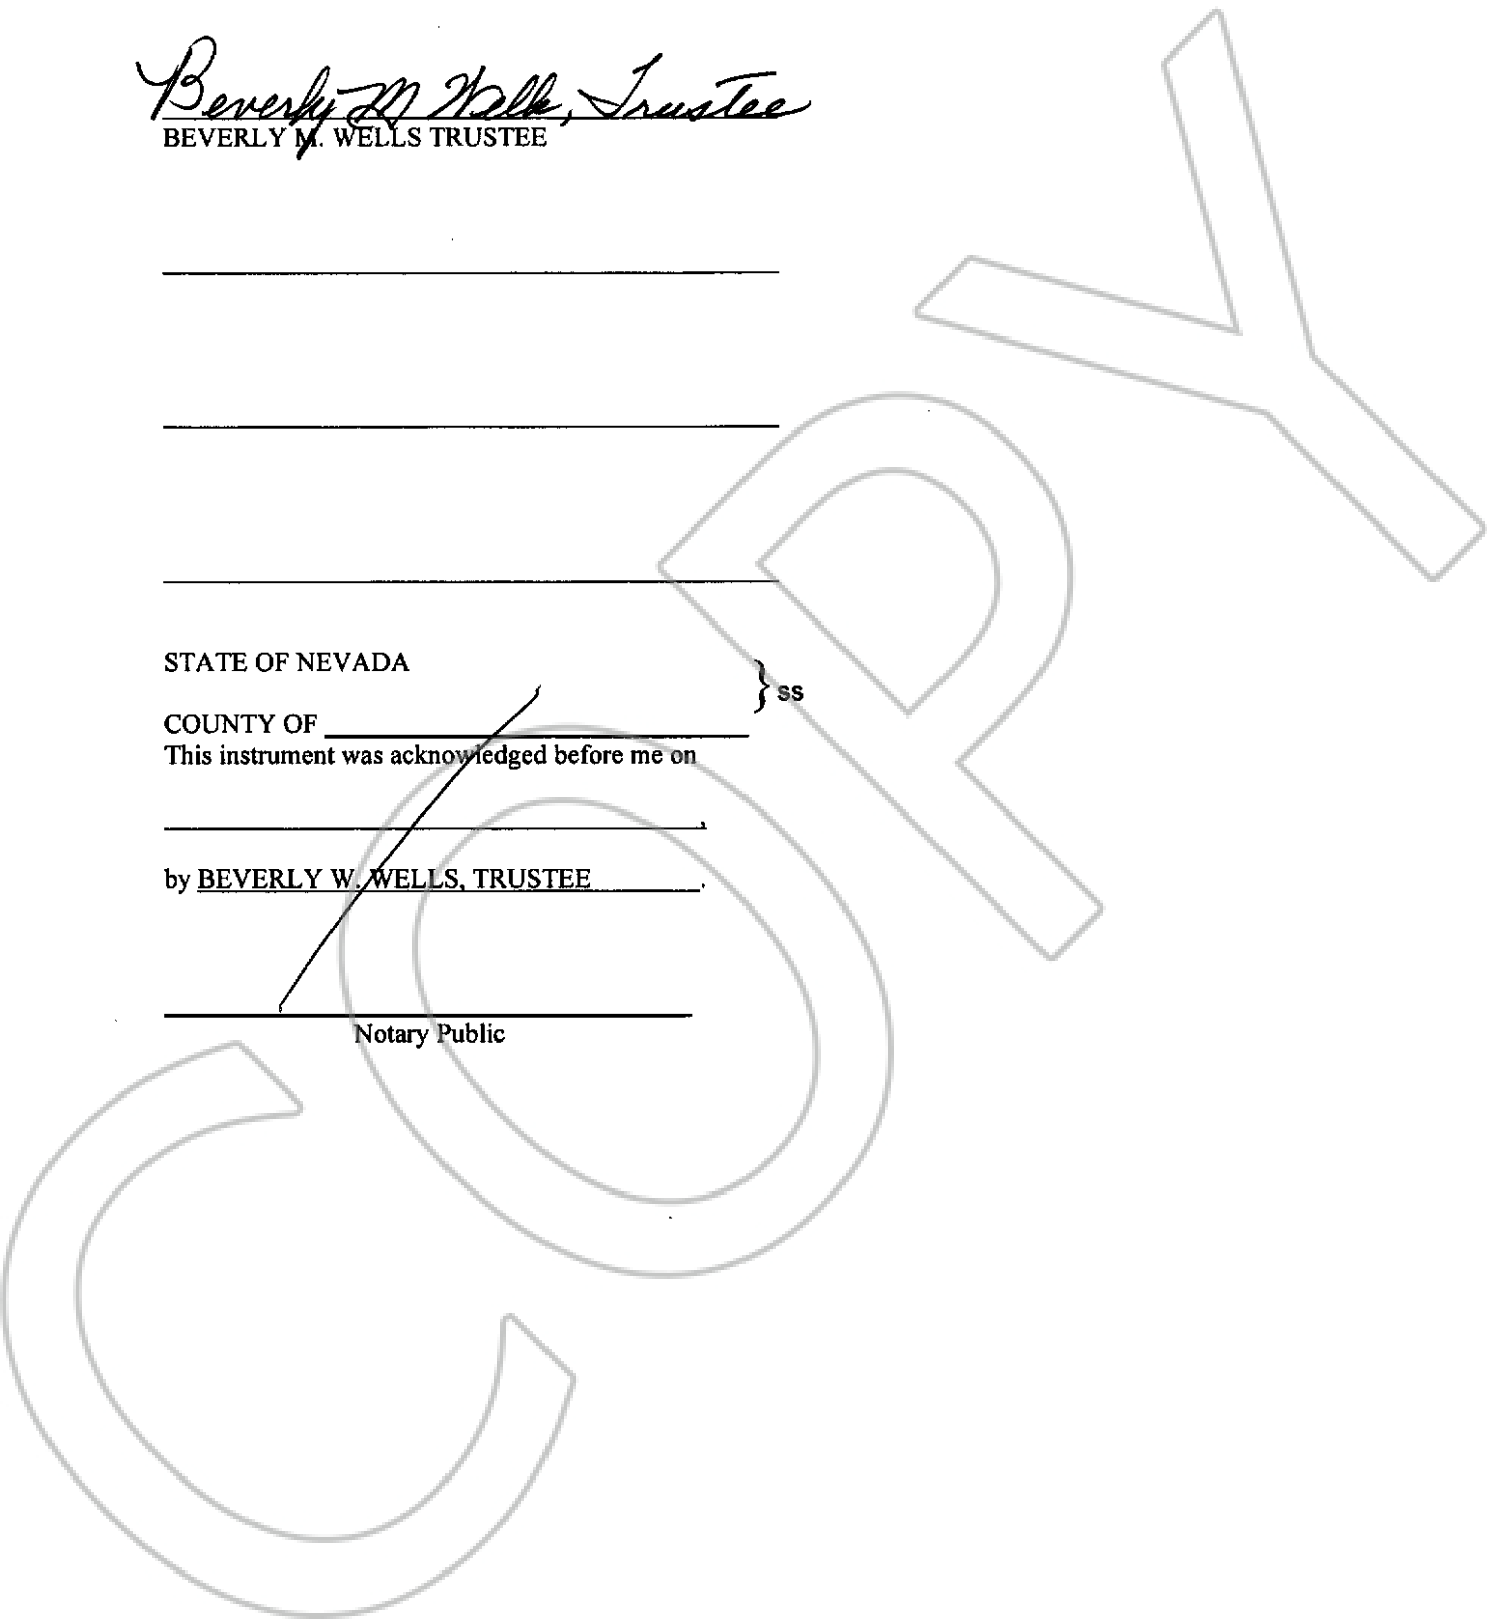 Beverly M Wells, Trustee
BEVERLY M. WELLS TRUSTEE
STATE OF NEVADA
} ss
COUNTY OF
This instrument was acknowledged before me on
,
by BEVERLY W. WELLS, TRUSTEE.
Notary Public
COPY